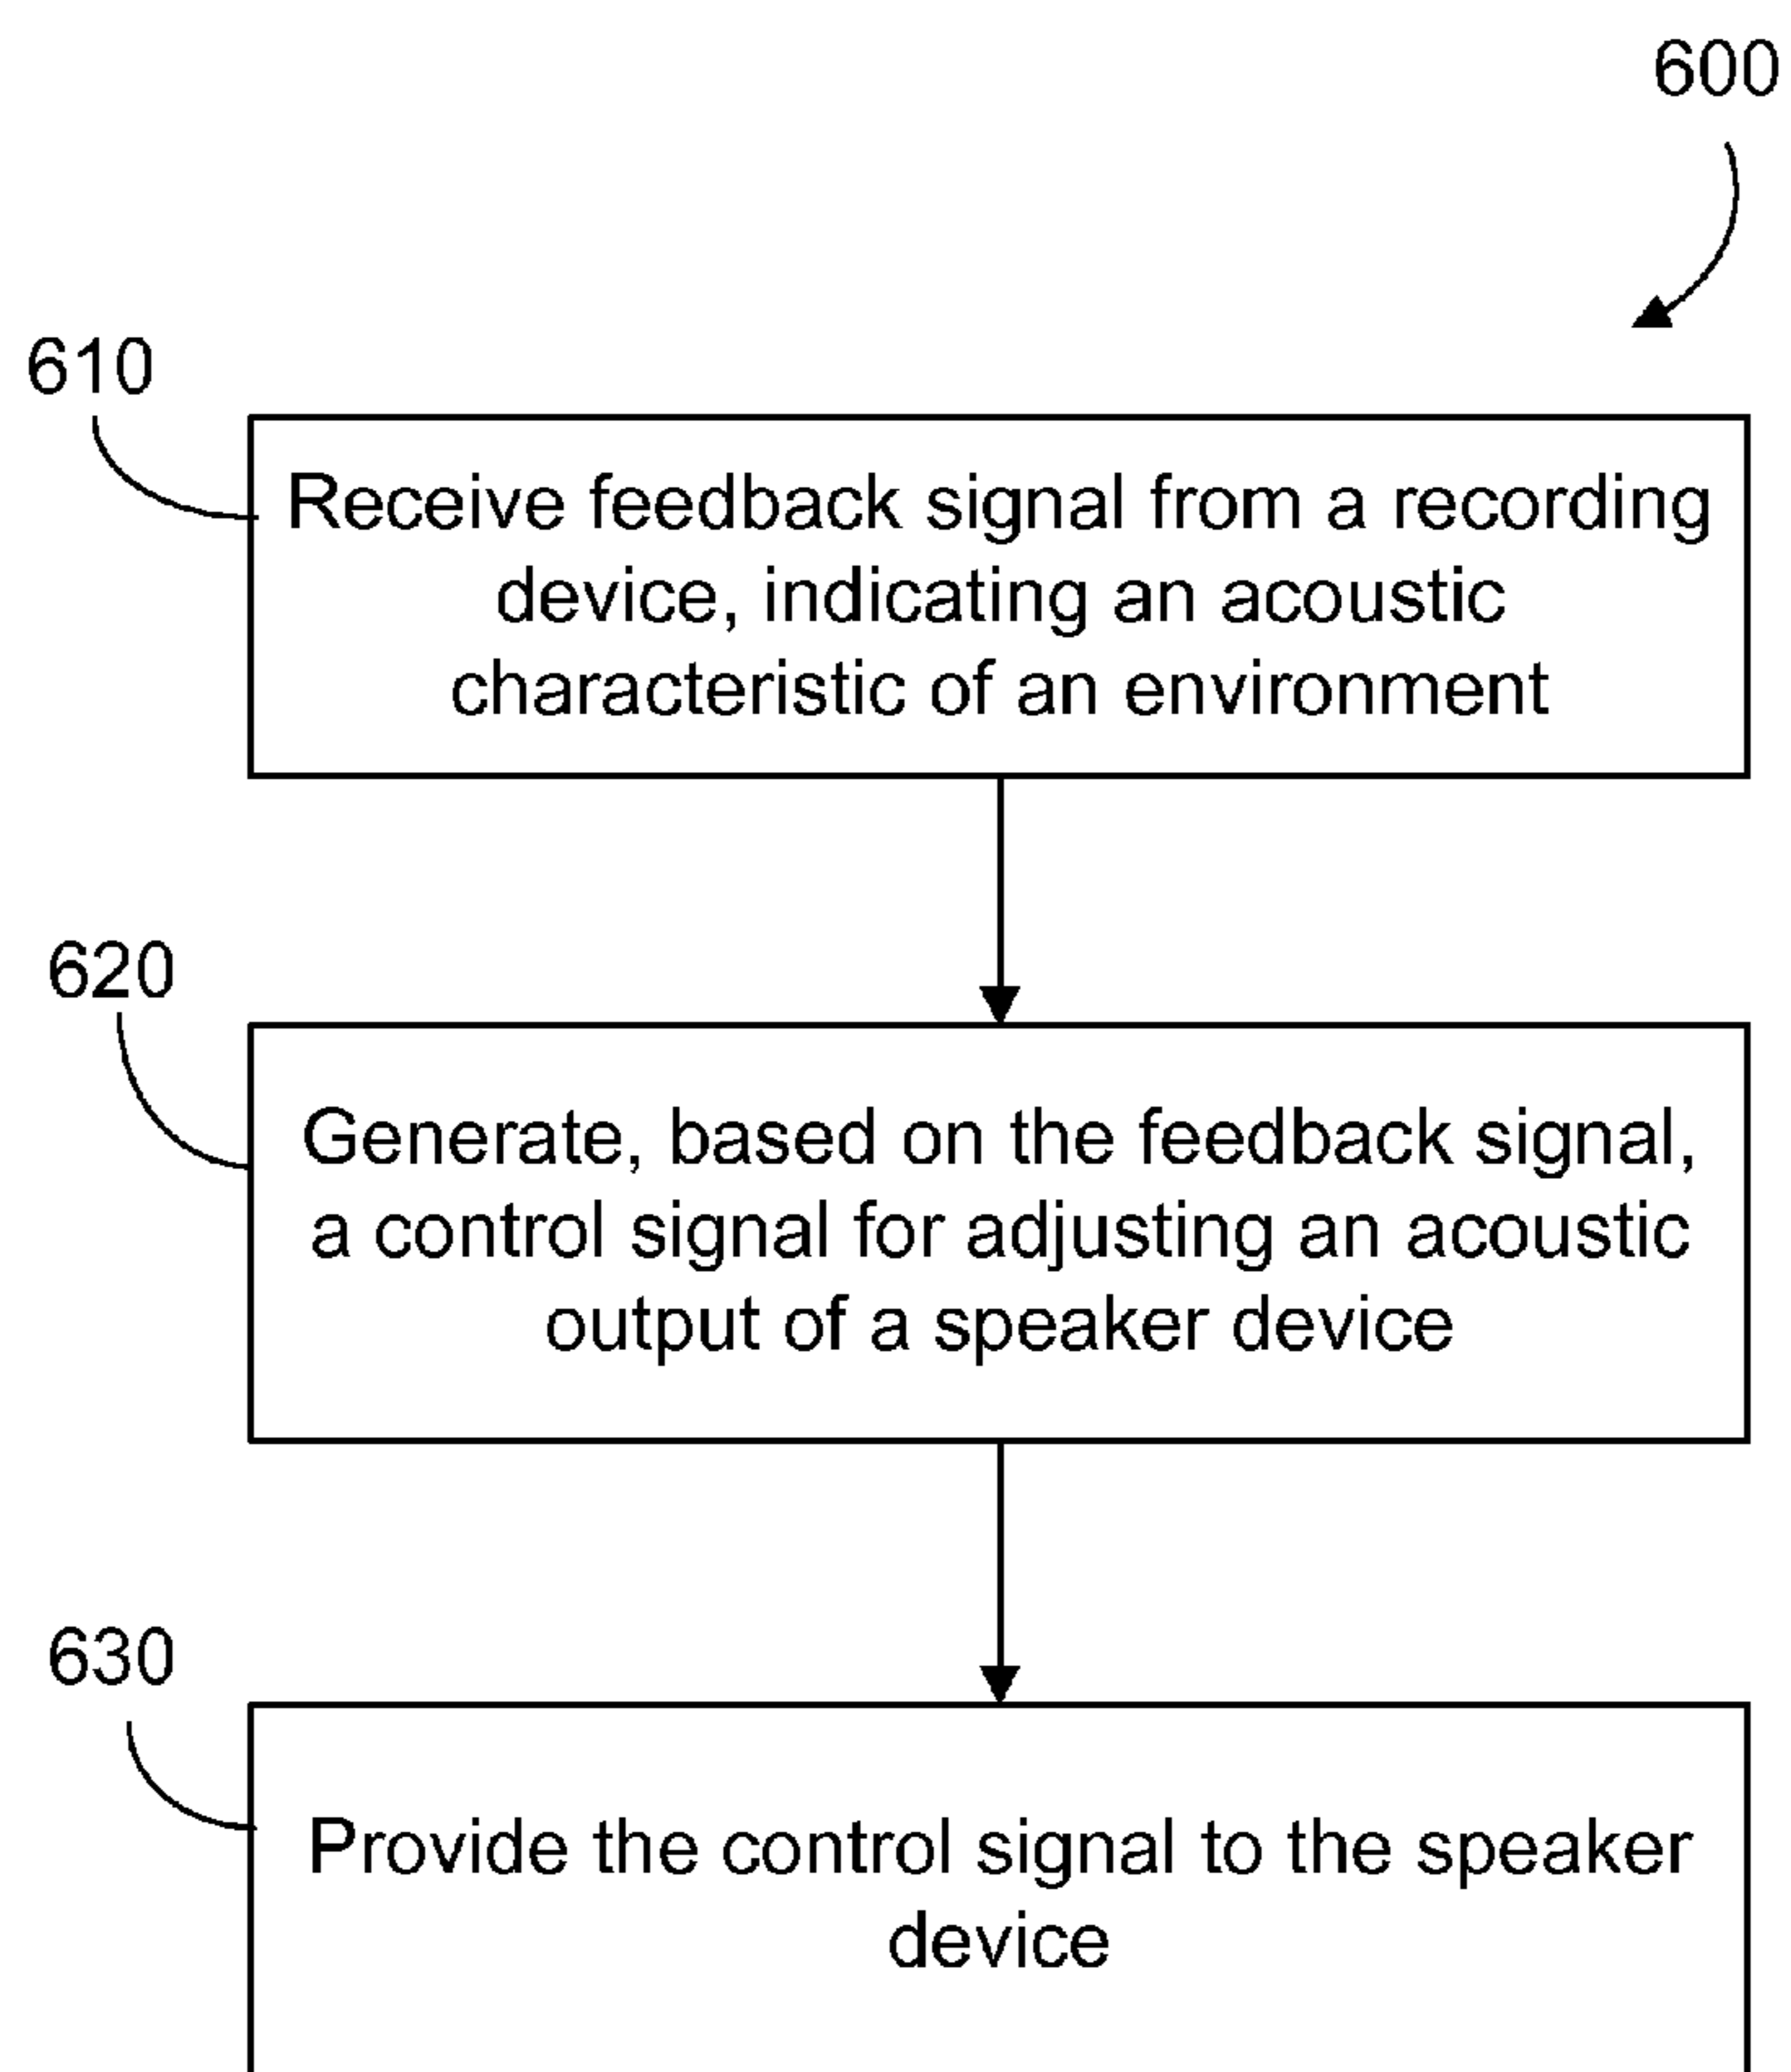 600
610
Receive feedback signal from a recording
device, indicating an acoustic
characteristic of an environment
620
Generate, based on the feedback signal,
a control signal for adjusting an acoustic
output of a speaker device
630
Provide the control signal to the speaker
device